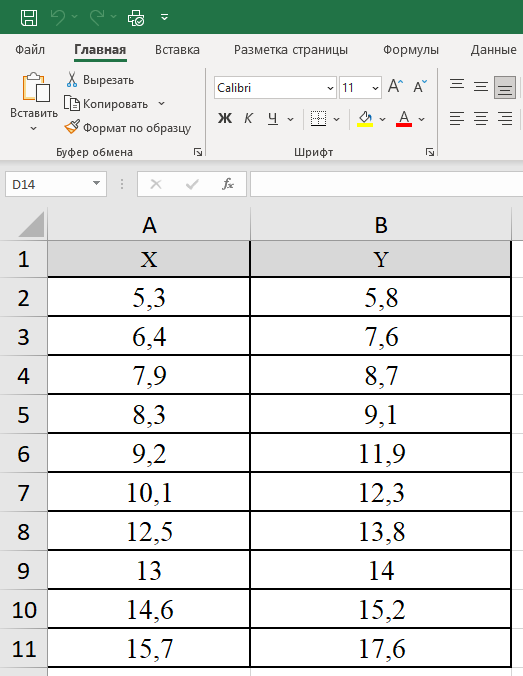 Файл Главная Вставка Разметка страницы Формулы Данные
Вырезать
Копировать
Вставить
Формат по образцу
Буфер обмена
Calibri 11 A A
Ж К Ч А
Шрифт
D14 fx
A B
1 X Y
2 5,3 5,8
3 6,4 7,6
4 7,9 8,7
5 8,3 9,1
6 9,2 11,9
7 10,1 12,3
8 12,5 13,8
9 13 14
10 14,6 15,2
11 15,7 17,6